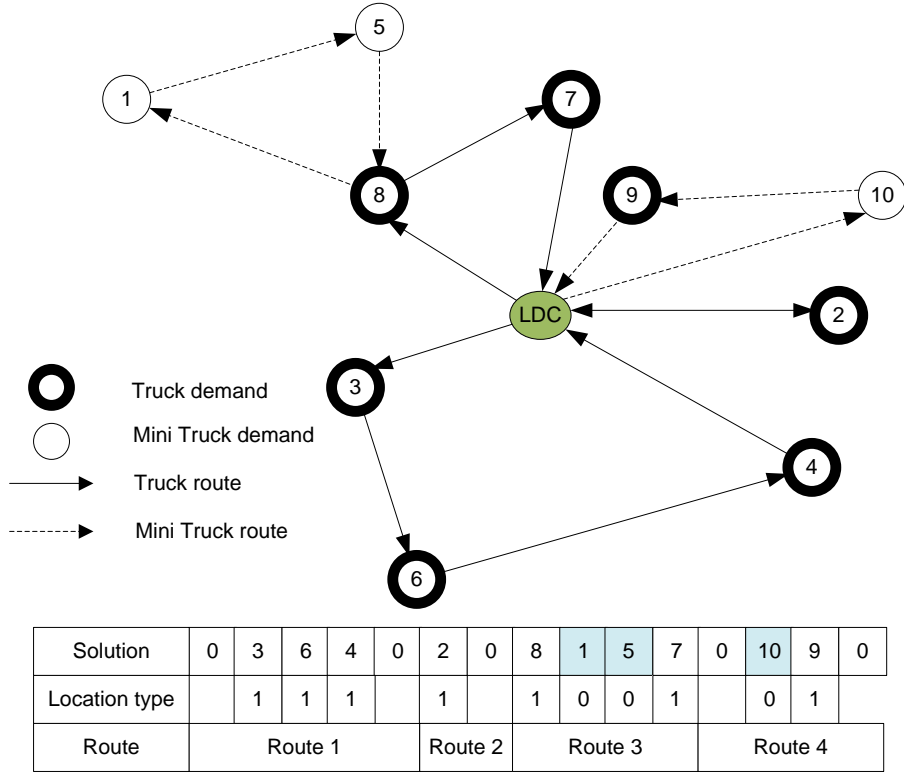 5
1
7
8
9
10
LDC
2
3
Truck demand
Mini Truck demand
4
Truck route
Mini Truck route
6
Solution 0 3 6 4 0 2 0 8 1 5 7 0 10 9 0
Location type 1 1 1 1 1 0 0 1 0 1
Route Route 1 Route 2 Route 3 Route 4